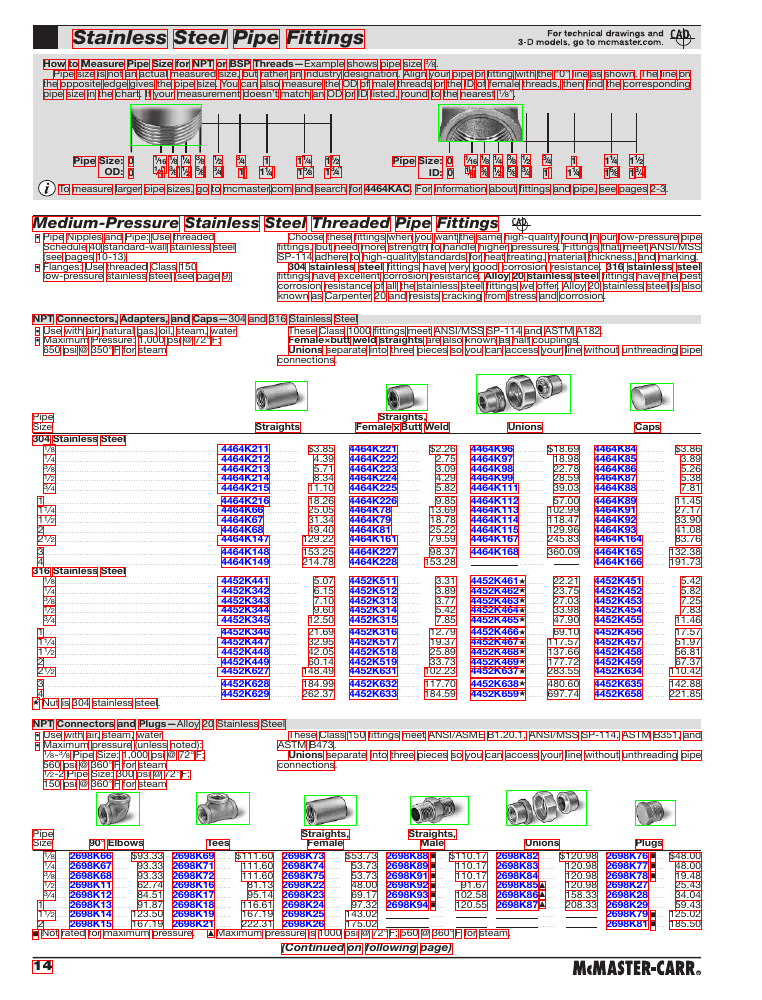 Stainless Steel Pipe Fittings
For technical drawings and
3-D models, go to mcmaster.com.
CAD
How to Measure Pipe Size for NPT or BSP Threads—Example shows pipe size ⅜.
Pipe size is not an actual measured size, but rather an industry designation. Align your pipe or fitting with the "0" line as shown. The line on
the opposite edge gives the pipe size. You can also measure the OD of male threads or the ID of female threads, then find the corresponding
pipe size in the chart. If your measurement doesn't match an OD or ID listed, round to the nearest ⅛".
Pipe Size: 0 1/16 ⅛ ¼ ⅜ ½ ¾ 1 1¼ 1½
OD: 0
Pipe Size: 0 1/16 ⅛ ¼ ⅜ ½ ¾ 1 1¼ 1½
ID: 0
To measure larger pipe sizes, go to mcmaster.com and search for 4464KAC. For information about fittings and pipe, see pages 2-3.
Medium-Pressure Stainless Steel Threaded Pipe Fittings CAD
• Pipe Nipples and Pipe: Use threaded
Schedule 40 standard-wall stainless steel
(see pages 10-13)
• Flanges: Use threaded Class 150
low-pressure stainless steel (see page 9)
Choose these fittings when you want the same high-quality found in our low-pressure pipe
fittings, but need more strength to handle higher pressures. Fittings that meet ANSI/MSS
SP-114 adhere to high-quality standards for heat treating, material thickness, and marking.
304 stainless steel fittings have very good corrosion resistance. 316 stainless steel
fittings have excellent corrosion resistance. Alloy 20 stainless steel fittings have the best
corrosion resistance of all the stainless steel fittings we offer. Alloy 20 stainless steel is also
known as Carpenter 20 and resists cracking from stress and corrosion.
NPT Connectors, Adapters, and Caps—304 and 316 Stainless Steel
• Use with air, natural gas, oil, steam, water
• Maximum Pressure: 1,000 psi @ 72°F;
650 psi @ 350°F for steam
These Class 1000 fittings meet ANSI/MSS SP-114 and ASTM A182.
Female×butt weld straights are also known as half couplings.
Unions separate into three pieces so you can access your line without unthreading pipe
connections.
Pipe Straights,
Size Straights Female×Butt Weld Unions Caps
304 Stainless Steel
⅛ 4464K211 $3.85 4464K221 $2.26 4464K96 $18.69 4464K84 $3.86
¼ 4464K212 4.39 4464K222 2.75 4464K97 18.98 4464K85 3.89
⅜ 4464K213 5.71 4464K223 3.09 4464K98 22.78 4464K86 5.26
½ 4464K214 8.34 4464K224 4.29 4464K99 28.59 4464K87 5.38
¾ 4464K215 11.10 4464K225 5.82 4464K111 39.03 4464K88 7.81
1 4464K216 18.26 4464K226 9.85 4464K112 57.00 4464K89 11.45
1¼ 4464K66 25.05 4464K78 13.69 4464K113 102.99 4464K91 27.17
1½ 4464K67 31.34 4464K79 18.78 4464K114 118.47 4464K92 33.90
2 4464K68 49.40 4464K81 25.22 4464K115 129.96 4464K93 41.08
2½ 4464K147 129.22 4464K161 79.59 4464K167 245.83 4464K164 83.76
3 4464K148 153.25 4464K227 98.37 4464K168 360.09 4464K165 132.38
4 4464K149 214.78 4464K228 153.28 4464K166 191.73
316 Stainless Steel
⅛ 4452K441 5.07 4452K511 3.31 4452K461★ 22.21 4452K451 5.42
¼ 4452K342 6.15 4452K512 3.89 4452K462★ 23.75 4452K452 5.82
⅜ 4452K343 7.10 4452K313 3.77 4452K463★ 27.03 4452K453 7.25
½ 4452K344 9.60 4452K314 5.42 4452K464★ 33.98 4452K454 7.83
¾ 4452K345 12.50 4452K315 7.85 4452K465★ 47.90 4452K455 11.46
1 4452K346 21.69 4452K316 12.79 4452K466★ 69.10 4452K456 17.57
1¼ 4452K447 32.95 4452K517 19.37 4452K467★ 117.57 4452K457 51.97
1½ 4452K448 42.05 4452K518 25.89 4452K468★ 137.66 4452K458 56.81
2 4452K449 60.14 4452K519 33.73 4452K469★ 177.72 4452K459 67.37
2½ 4452K627 148.49 4452K631 102.23 4452K637★ 283.55 4452K634 110.42
3 4452K628 184.99 4452K632 117.70 4452K638★ 480.60 4452K635 142.88
4 4452K629 262.37 4452K633 184.59 4452K659★ 697.74 4452K658 221.85
★ Nut is 304 stainless steel.
NPT Connectors and Plugs—Alloy 20 Stainless Steel
• Use with air, steam, water
• Maximum pressure (unless noted):
⅛-⅜ Pipe Size: 1,000 psi @ 72°F;
560 psi @ 360°F for steam
½-2 Pipe Size: 300 psi @ 72°F;
150 psi @ 360°F for steam
These Class 150 fittings meet ANSI/ASME B1.20.1, ANSI/MSS SP-114, ASTM B351, and
ASTM B473.
Unions separate into three pieces so you can access your line without unthreading pipe
connections.
Pipe Straights, Straights,
Size 90° Elbows Tees Female Male Unions Plugs
⅛ 2698K66 $93.33 2698K69 $111.60 2698K73 $53.73 2698K88■ $110.17 2698K82 $120.98 2698K76■ $48.00
¼ 2698K67 93.33 2698K71 111.60 2698K74 53.73 2698K58■ 110.17 2698K83 120.98 2698K77■ 48.00
⅜ 2698K68 93.33 2698K72 111.60 2698K75 53.73 2698K91■ 110.17 2698K84 120.98 2698K78■ 19.48
½ 2698K11 62.74 2698K16 81.13 2698K22 48.00 2698K92■ 91.67 2698K85▲ 120.98 2698K27 25.43
¾ 2698K12 84.51 2698K17 95.14 2698K23 69.17 2698K93■ 102.58 2698K86▲ 158.33 2698K28 34.04
1 2698K13 91.87 2698K18 116.61 2698K24 97.32 2698K94■ 120.55 2698K87▲ 208.33 2698K29 59.43
1½ 2698K14 123.50 2698K19 167.19 2698K25 143.02 2698K79■ 125.02
2 2698K15 167.19 2698K21 222.31 2698K26 175.02 2698K81■ 185.50
■ Not rated for maximum pressure. ▲ Maximum pressure is 1000 psi @ 72°F; 560 @ 360°F for steam.
(Continued on following page)
14
McMASTER-CARR®